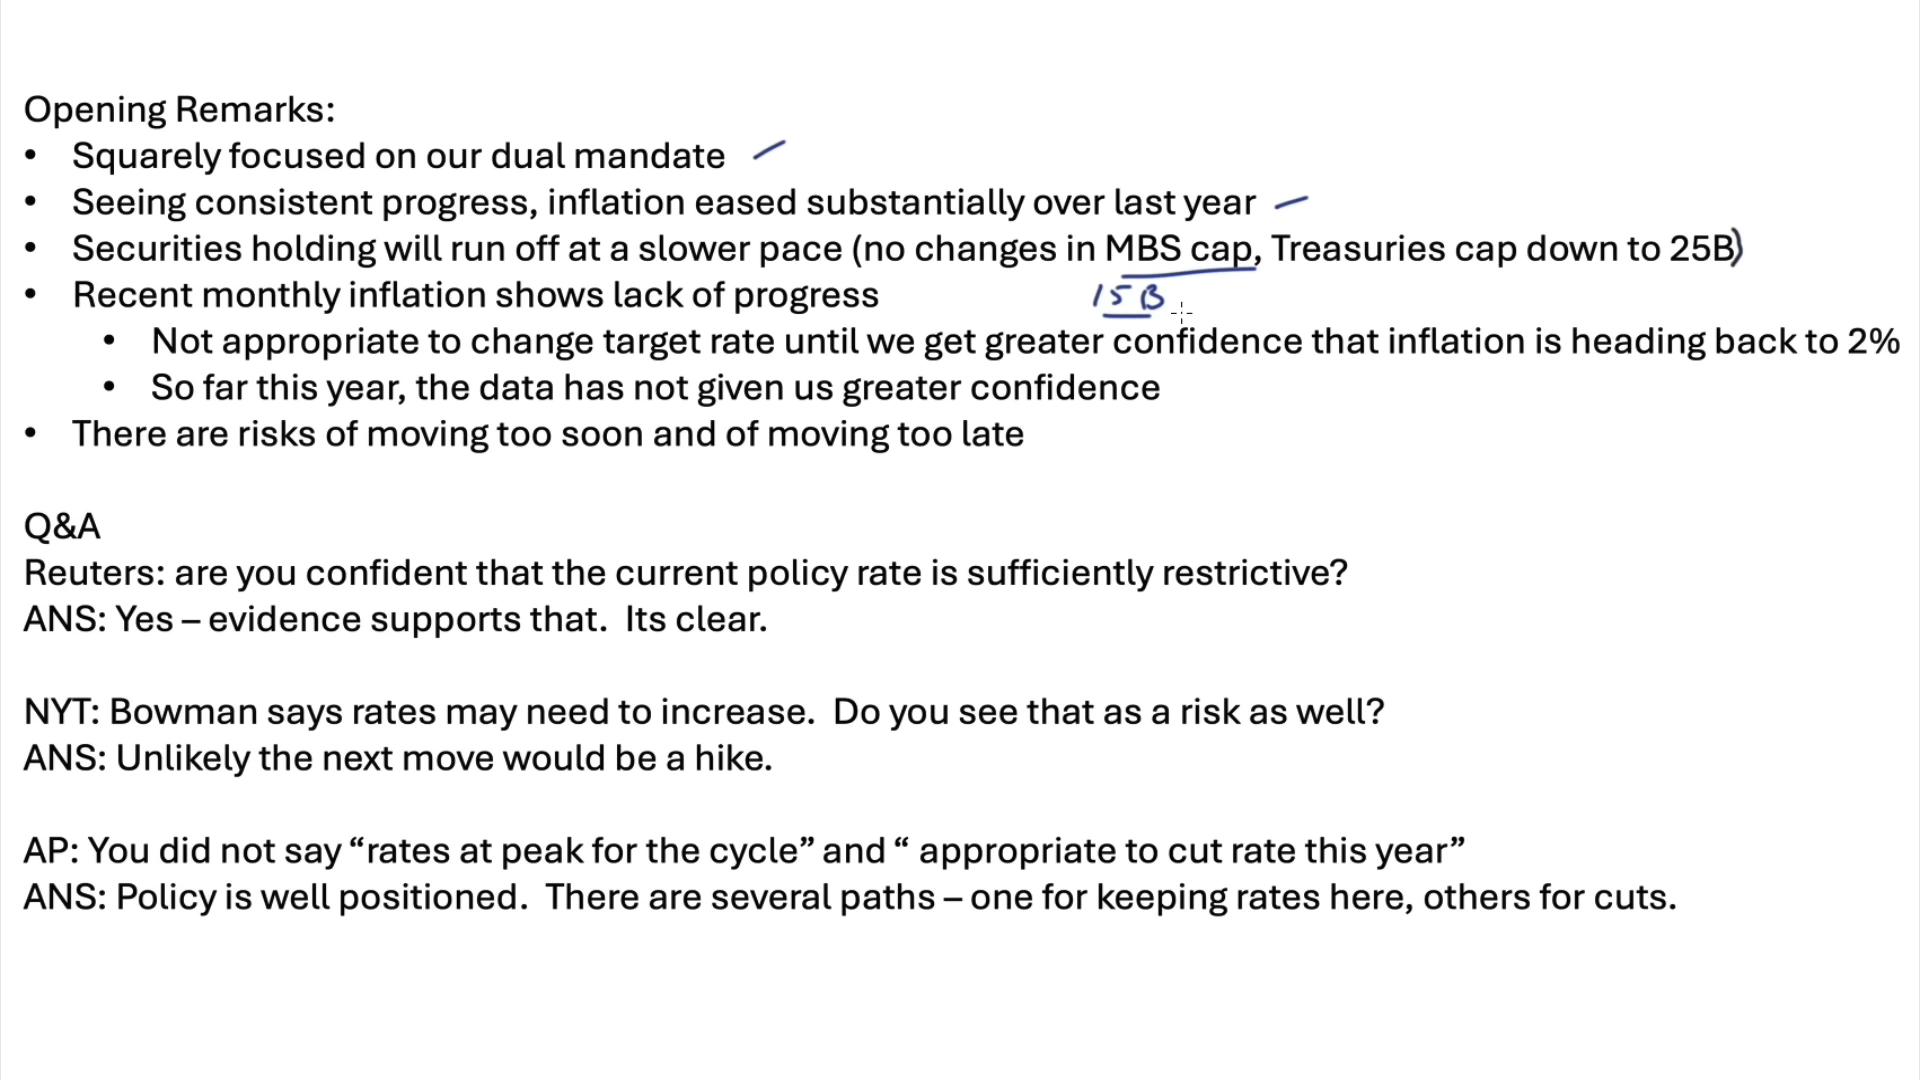 Opening Remarks:
• Squarely focused on our dual mandate
• Seeing consistent progress, inflation eased substantially over last year
• Securities holding will run off at a slower pace (no changes in MBS cap, Treasuries cap down to 25B)
• Recent monthly inflation shows lack of progress
15B
• Not appropriate to change target rate until we get greater confidence that inflation is heading back to 2%
• So far this year, the data has not given us greater confidence
• There are risks of moving too soon and of moving too late
Q&A
Reuters: are you confident that the current policy rate is sufficiently restrictive?
ANS: Yes – evidence supports that.  Its clear.
NYT: Bowman says rates may need to increase.  Do you see that as a risk as well?
ANS: Unlikely the next move would be a hike.
AP: You did not say “rates at peak for the cycle” and “ appropriate to cut rate this year”
ANS: Policy is well positioned.  There are several paths – one for keeping rates here, others for cuts.